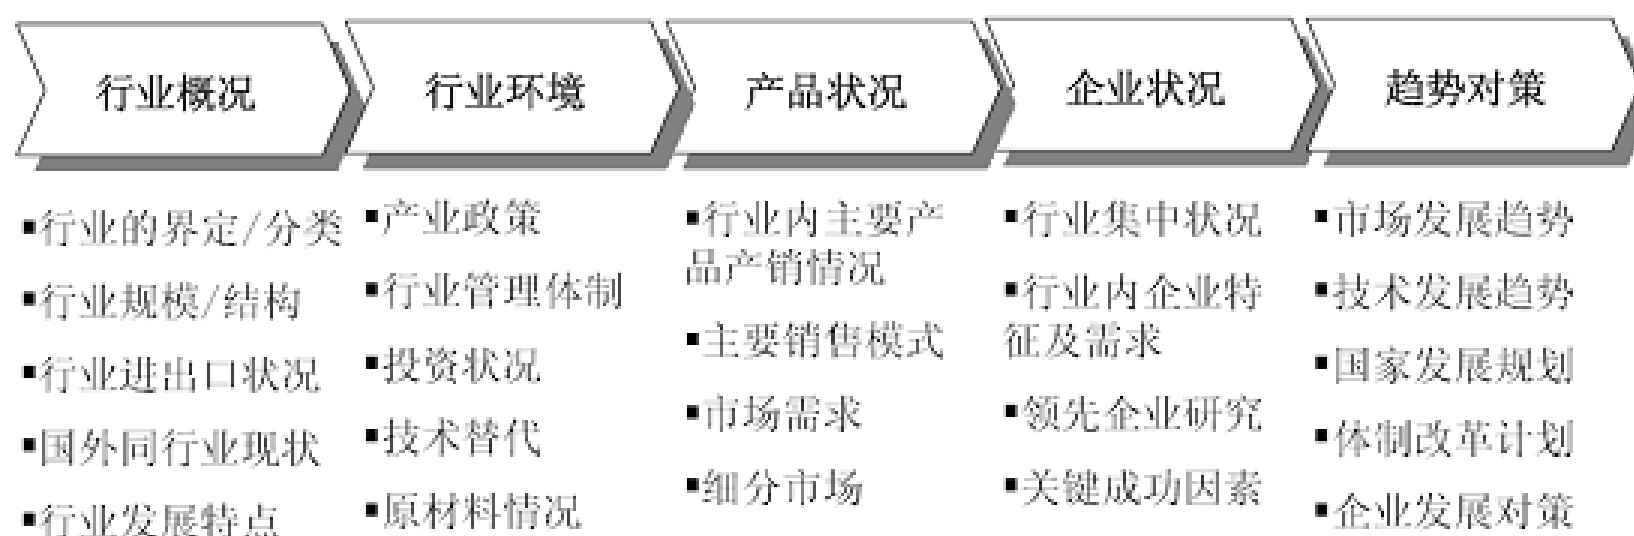 行业概况
行业环境
产品状况
企业状况
趋势对策
▪行业的界定/分类
▪行业规模/结构
▪行业进出口状况
▪国外同行业现状
▪行业发展特点
▪产业政策
▪行业管理体制
▪投资状况
▪技术替代
▪原材料情况
▪行业内主要产
品产销情况
▪主要销售模式
▪市场需求
▪细分市场
▪行业集中状况
▪行业内企业特
征及需求
▪领先企业研究
▪关键成功因素
▪市场发展趋势
▪技术发展趋势
▪国家发展规划
▪体制改革计划
▪企业发展对策